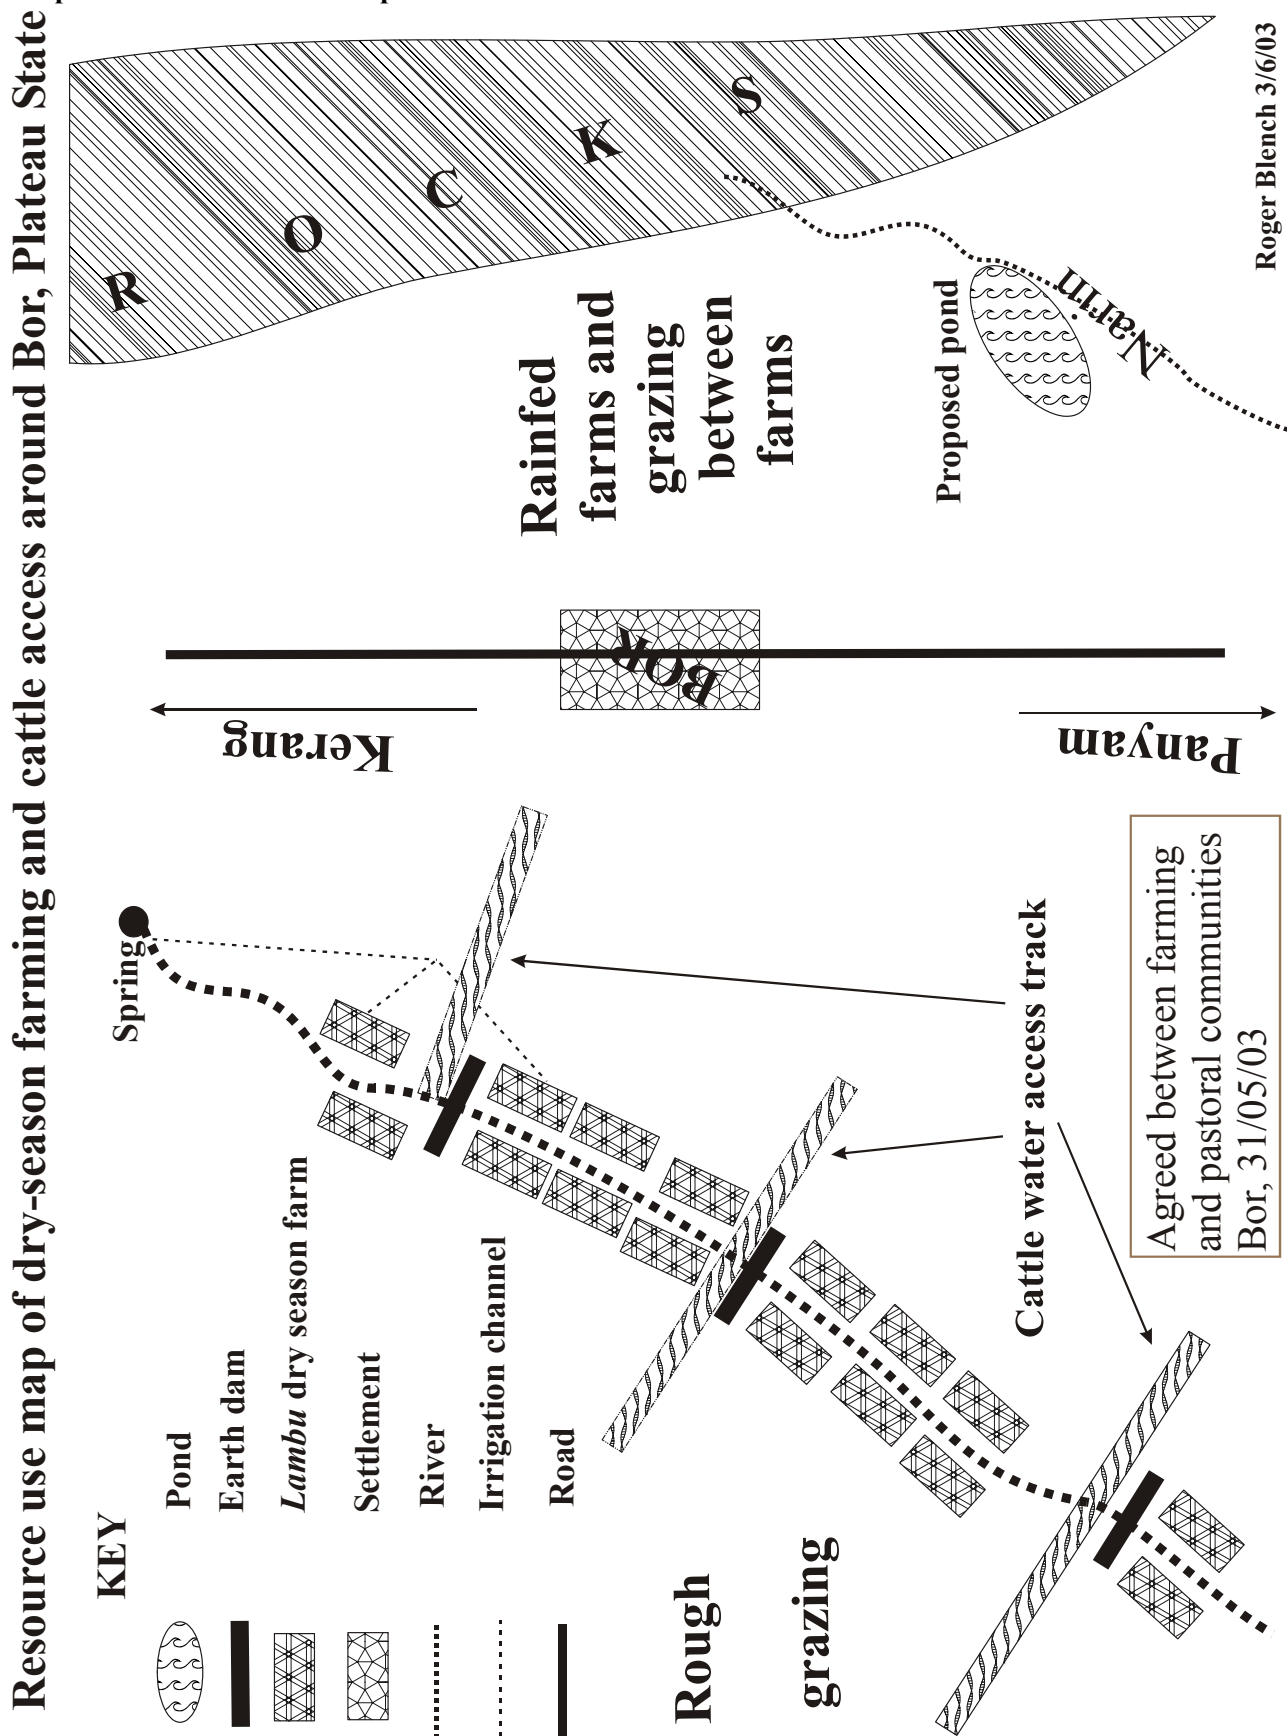 Resource use map of dry-season farming and cattle access around Bor, Plateau State
KEY
Pond
Earth dam
Lambu dry season farm
Settlement
River
Irrigation channel
Road
Spring
R O C K S
Kerang
BOR
Panyam
Rainfed
farms and
grazing
between
farms
Proposed pond
Narin
Rough
grazing
Cattle water access track
Agreed between farming
and pastoral communities
Bor, 31/05/03
Roger Blench 3/6/03